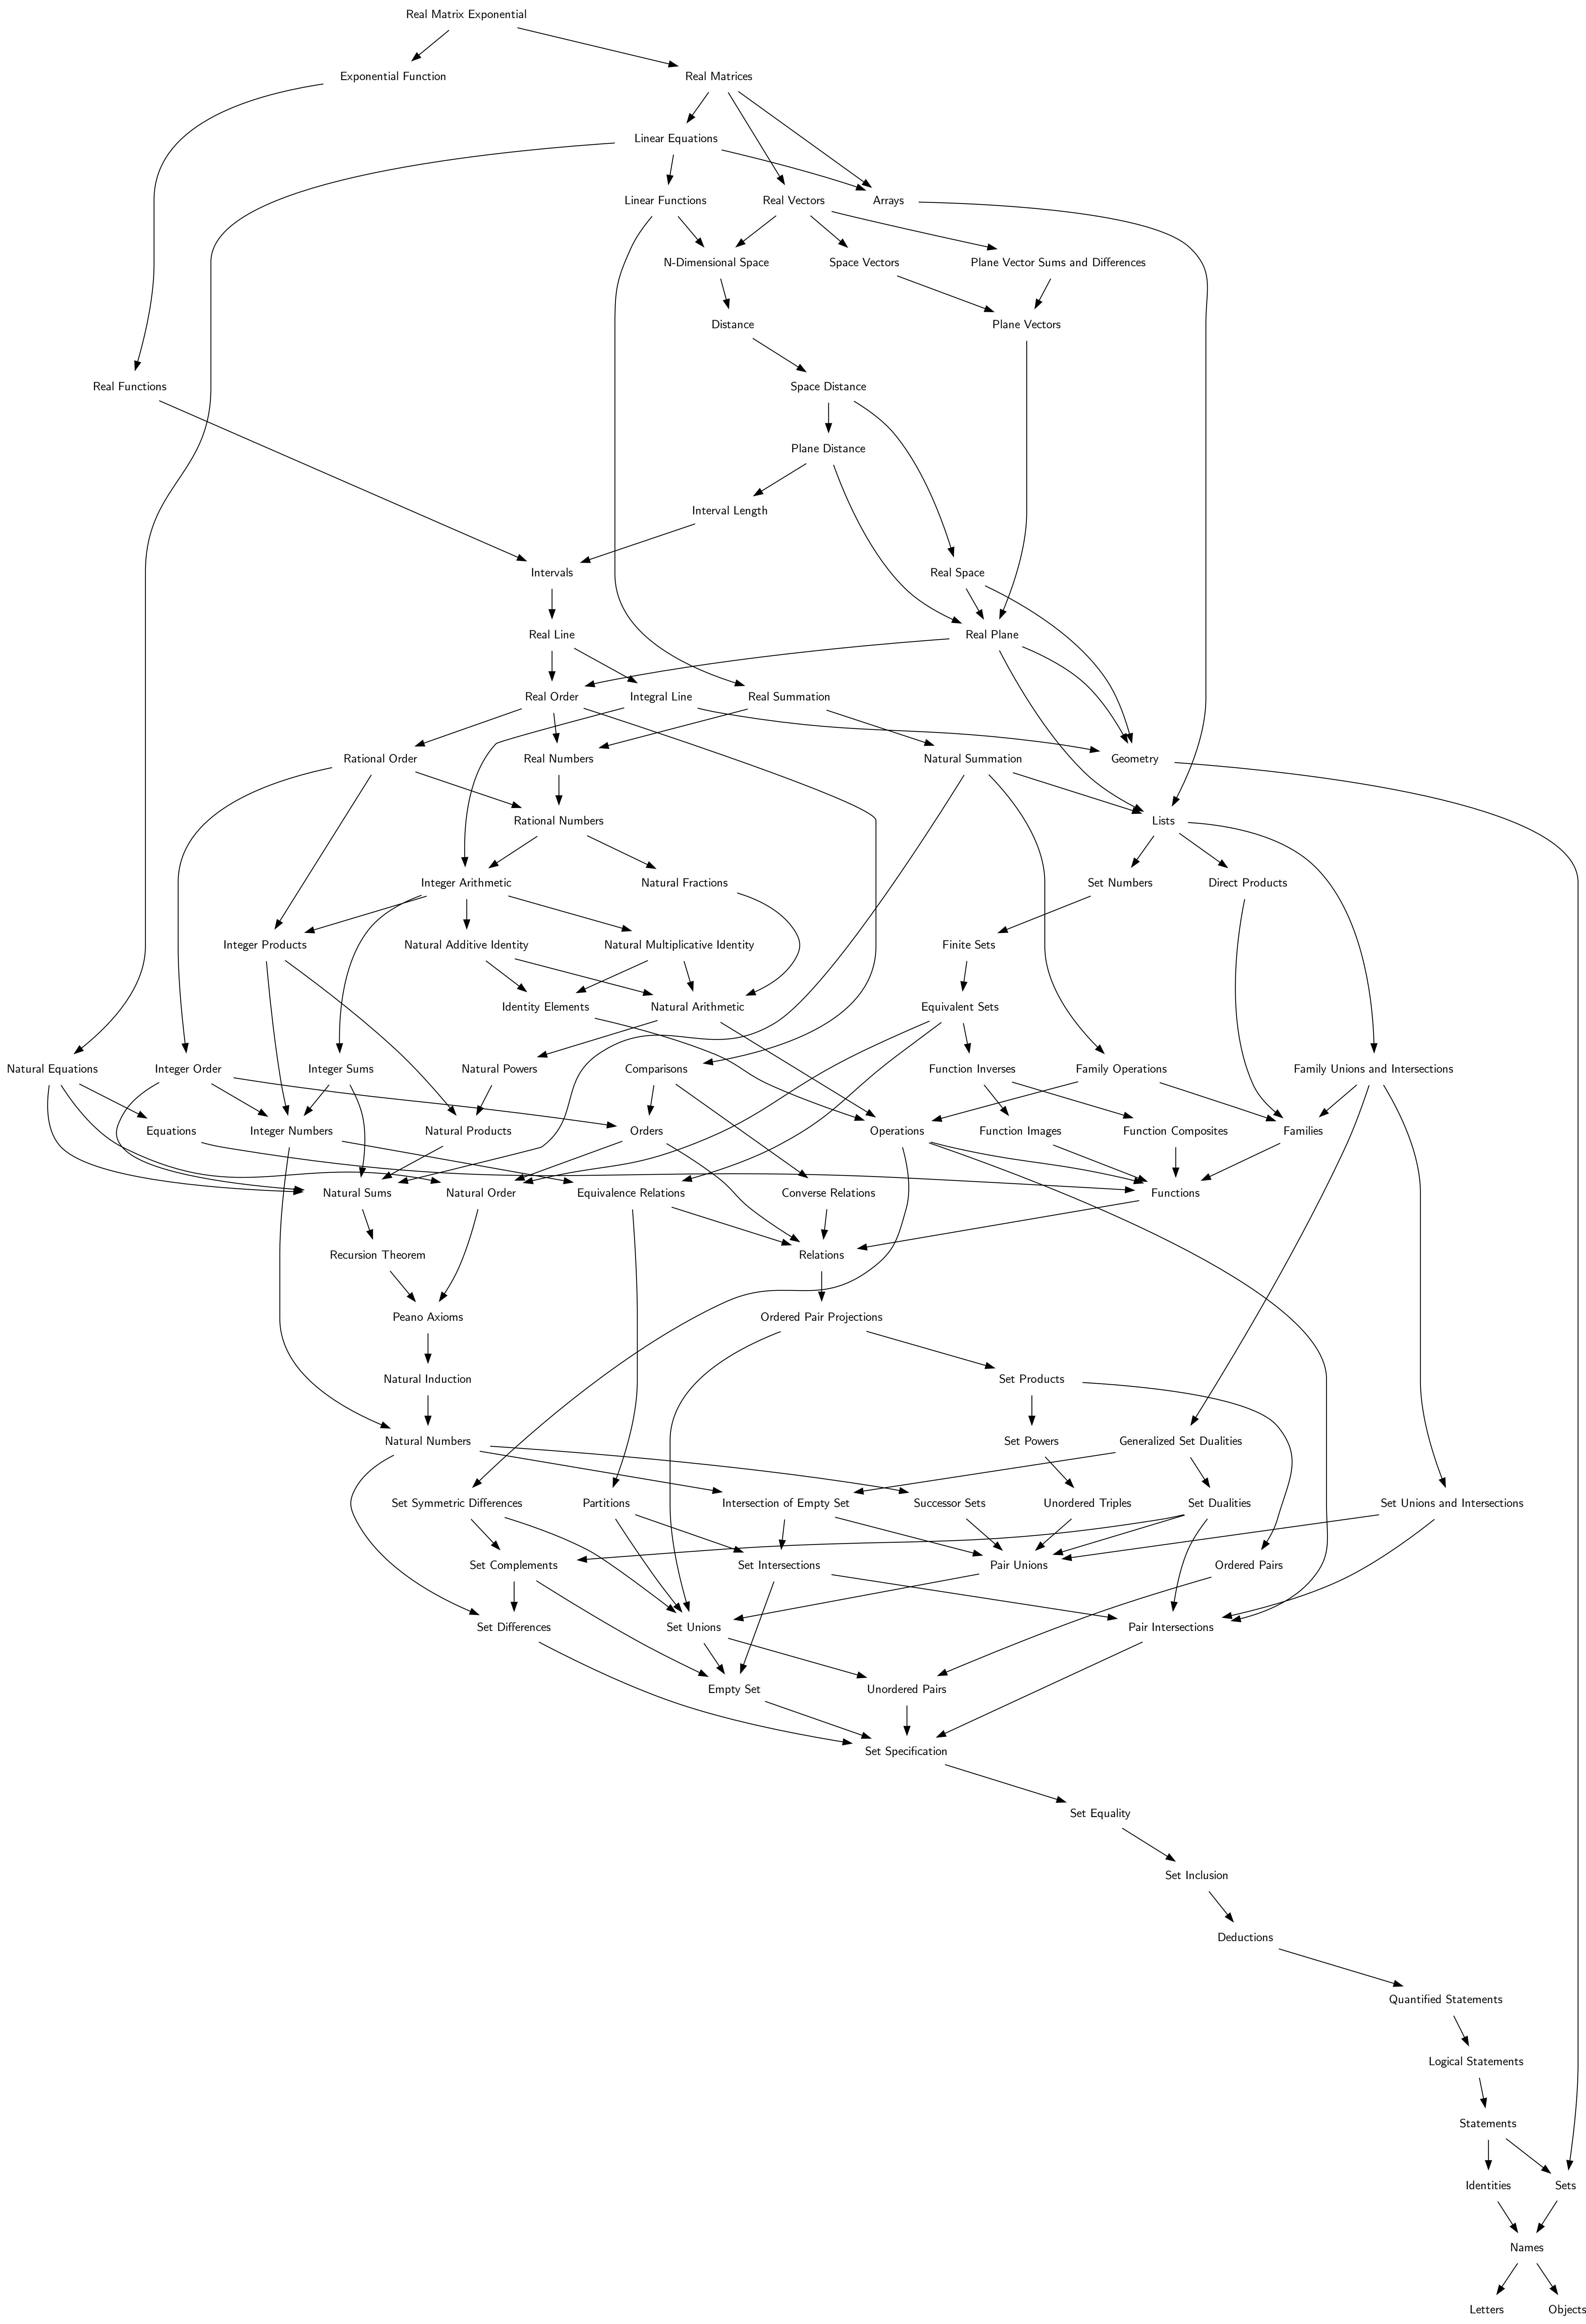 Real Matrix Exponential
Exponential Function
Real Matrices
Linear Equations
Linear Functions
Real Vectors
Arrays
N-Dimensional Space
Space Vectors
Plane Vector Sums and Differences
Distance
Plane Vectors
Real Functions
Space Distance
Plane Distance
Interval Length
Intervals
Real Space
Real Line
Real Plane
Real Order
Integral Line
Real Summation
Rational Order
Real Numbers
Natural Summation
Geometry
Rational Numbers
Lists
Integer Arithmetic
Natural Fractions
Set Numbers
Direct Products
Integer Products
Natural Additive Identity
Natural Multiplicative Identity
Finite Sets
Identity Elements
Natural Arithmetic
Equivalent Sets
Natural Equations
Integer Order
Integer Sums
Natural Powers
Comparisons
Function Inverses
Family Operations
Family Unions and Intersections
Equations
Integer Numbers
Natural Products
Orders
Operations
Function Images
Function Composites
Families
Natural Sums
Natural Order
Equivalence Relations
Converse Relations
Functions
Recursion Theorem
Relations
Peano Axioms
Ordered Pair Projections
Natural Induction
Set Products
Natural Numbers
Set Powers
Generalized Set Dualities
Set Symmetric Differences
Partitions
Intersection of Empty Set
Successor Sets
Unordered Triples
Set Dualities
Set Unions and Intersections
Set Complements
Set Intersections
Pair Unions
Ordered Pairs
Set Differences
Set Unions
Pair Intersections
Empty Set
Unordered Pairs
Set Specification
Set Equality
Set Inclusion
Deductions
Quantified Statements
Logical Statements
Statements
Identities
Sets
Names
Letters
Objects